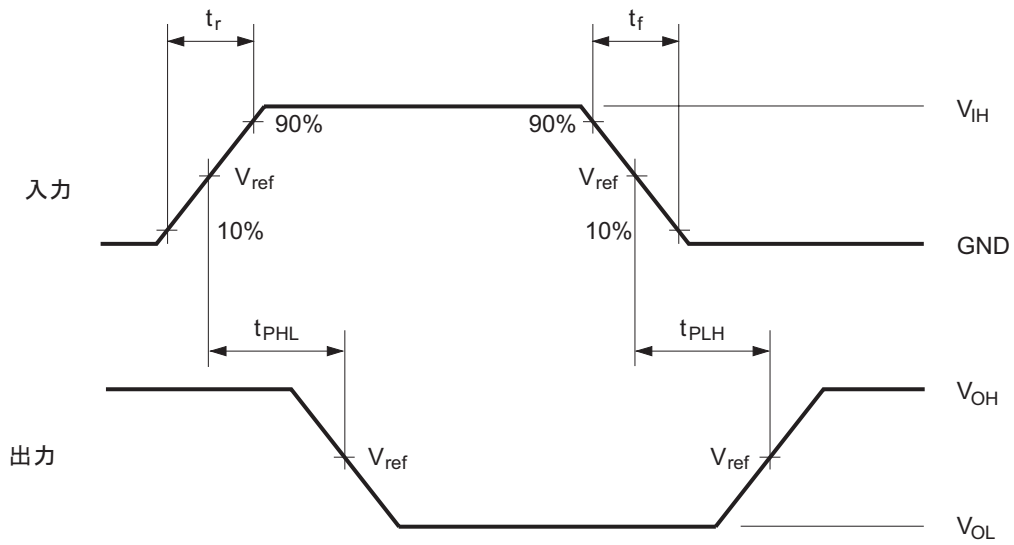 tr tf
90% 90% VIH
入力 Vref Vref
10% 10% GND
tPHL tPLH
VOH
出力 Vref Vref
VOL